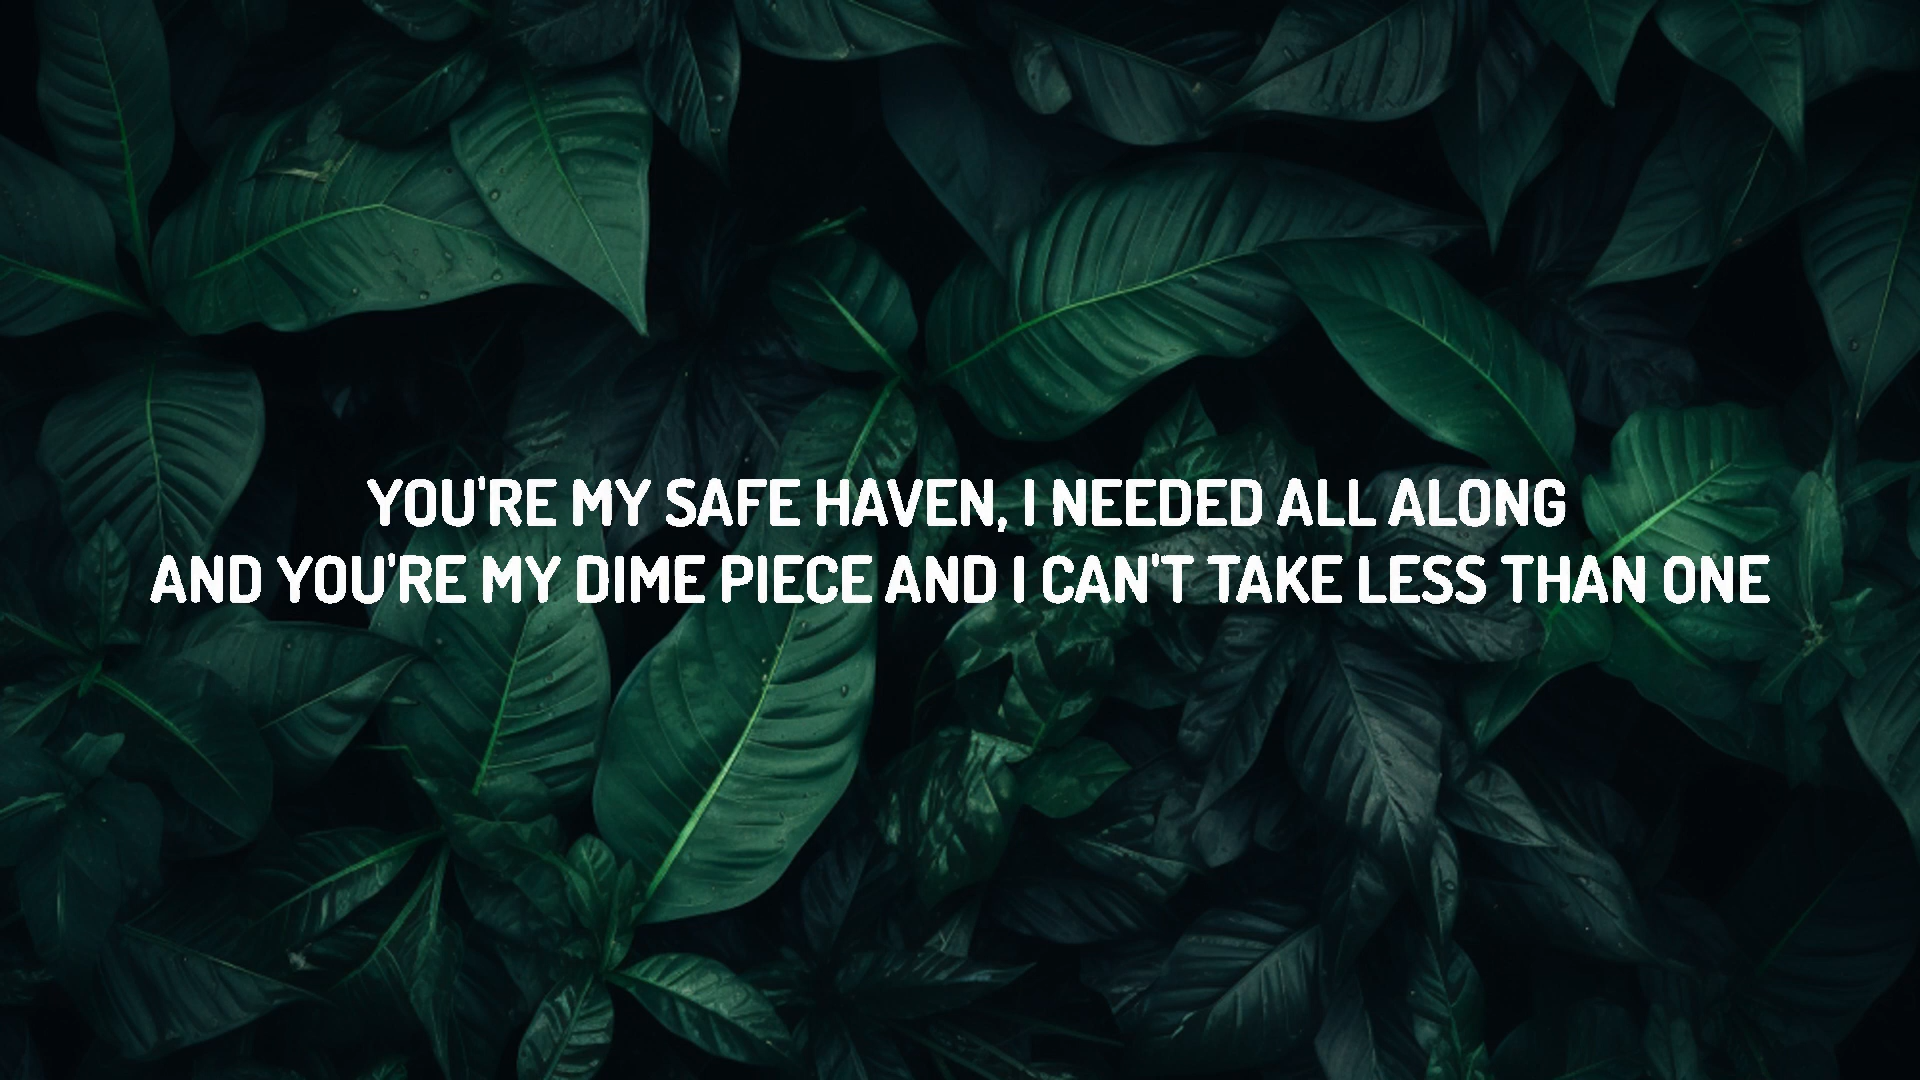 YOU'RE MY SAFE HAVEN, I NEEDED ALL ALONG
AND YOU'RE MY DIME PIECE AND I CAN'T TAKE LESS THAN ONE